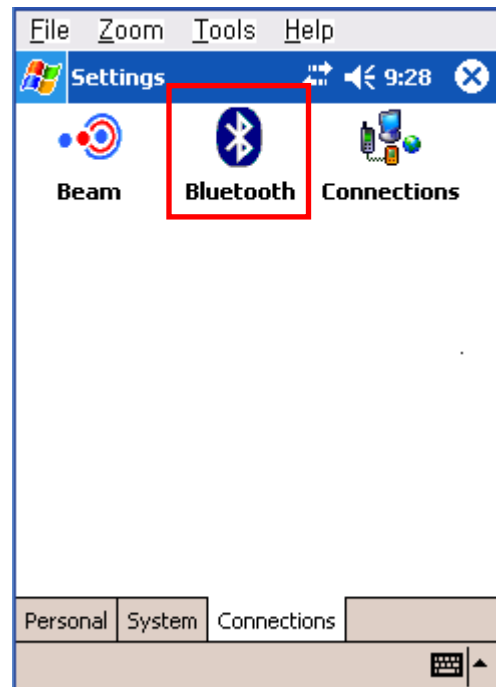 File Zoom Tools Help
Settings 9:28
Beam Bluetooth Connections
Personal System Connections